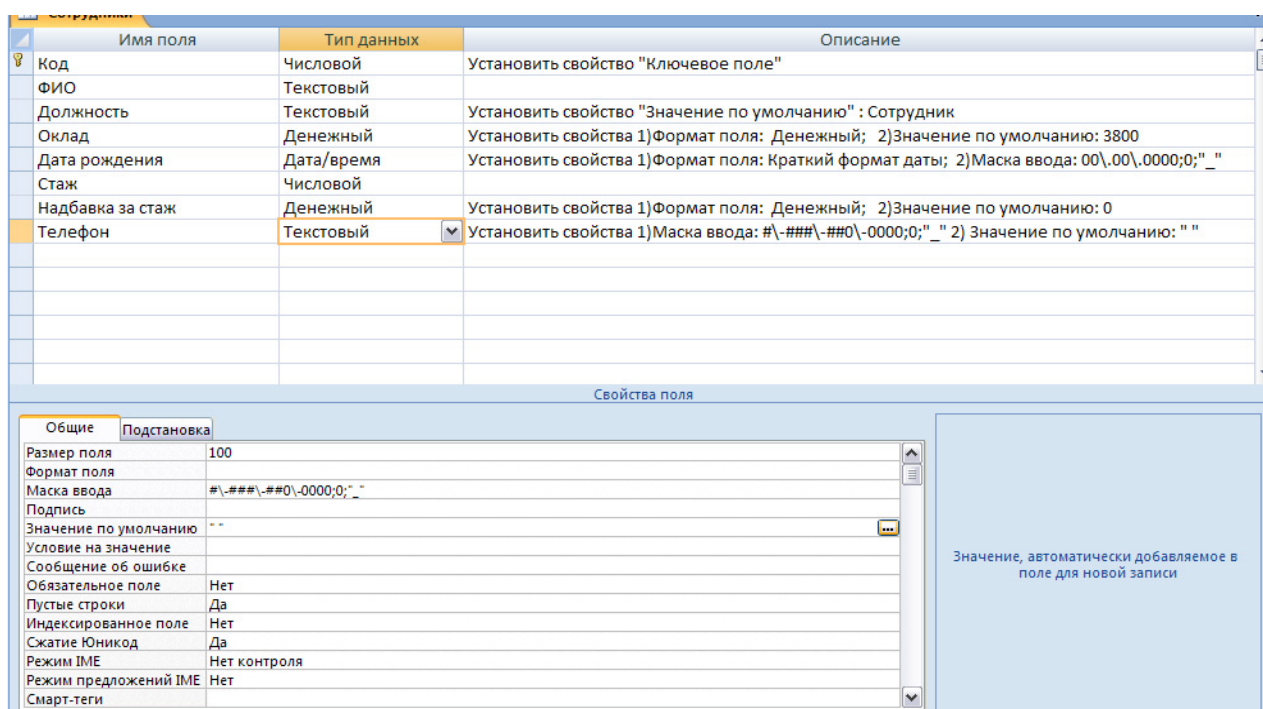 Сотрудники
Имя поля Тип данных Описание
Код Числовой Установить свойство "Ключевое поле"
ФИО Текстовый
Должность Текстовый Установить свойство "Значение по умолчанию" : Сотрудник
Оклад Денежный Установить свойства 1)Формат поля: Денежный; 2)Значение по умолчанию: 3800
Дата рождения Дата/время Установить свойства 1)Формат поля: Краткий формат даты; 2)Маска ввода: 00\.00\.0000;0;"_"
Стаж Числовой
Надбавка за стаж Денежный Установить свойства 1)Формат поля: Денежный; 2)Значение по умолчанию: 0
Телефон Текстовый Установить свойства 1)Маска ввода: #\-###\-##0\-0000;0;"_" 2) Значение по умолчанию: " "
Свойства поля
Общие Подстановка
Размер поля 100
Формат поля
Маска ввода #\-###\-##0\-0000;0;"_"
Подпись
Значение по умолчанию " " ...
Условие на значение
Сообщение об ошибке
Обязательное поле Нет
Пустые строки Да
Индексированное поле Нет
Сжатие Юникод Да
Режим IME Нет контроля
Режим предложений IME Нет
Смарт-теги
Значение, автоматически добавляемое в
поле для новой записи